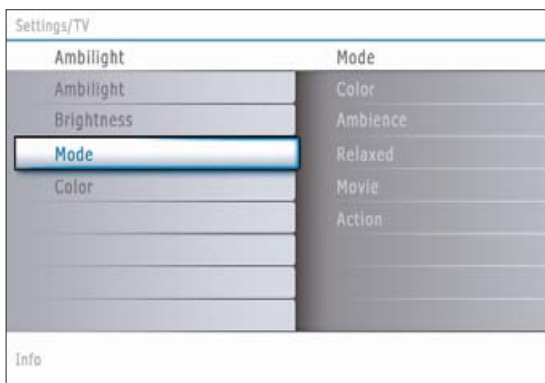 Settings/TV
Ambilight
Mode
Ambilight
Color
Brightness
Ambience
Mode
Relaxed
Color
Movie
Action
Info